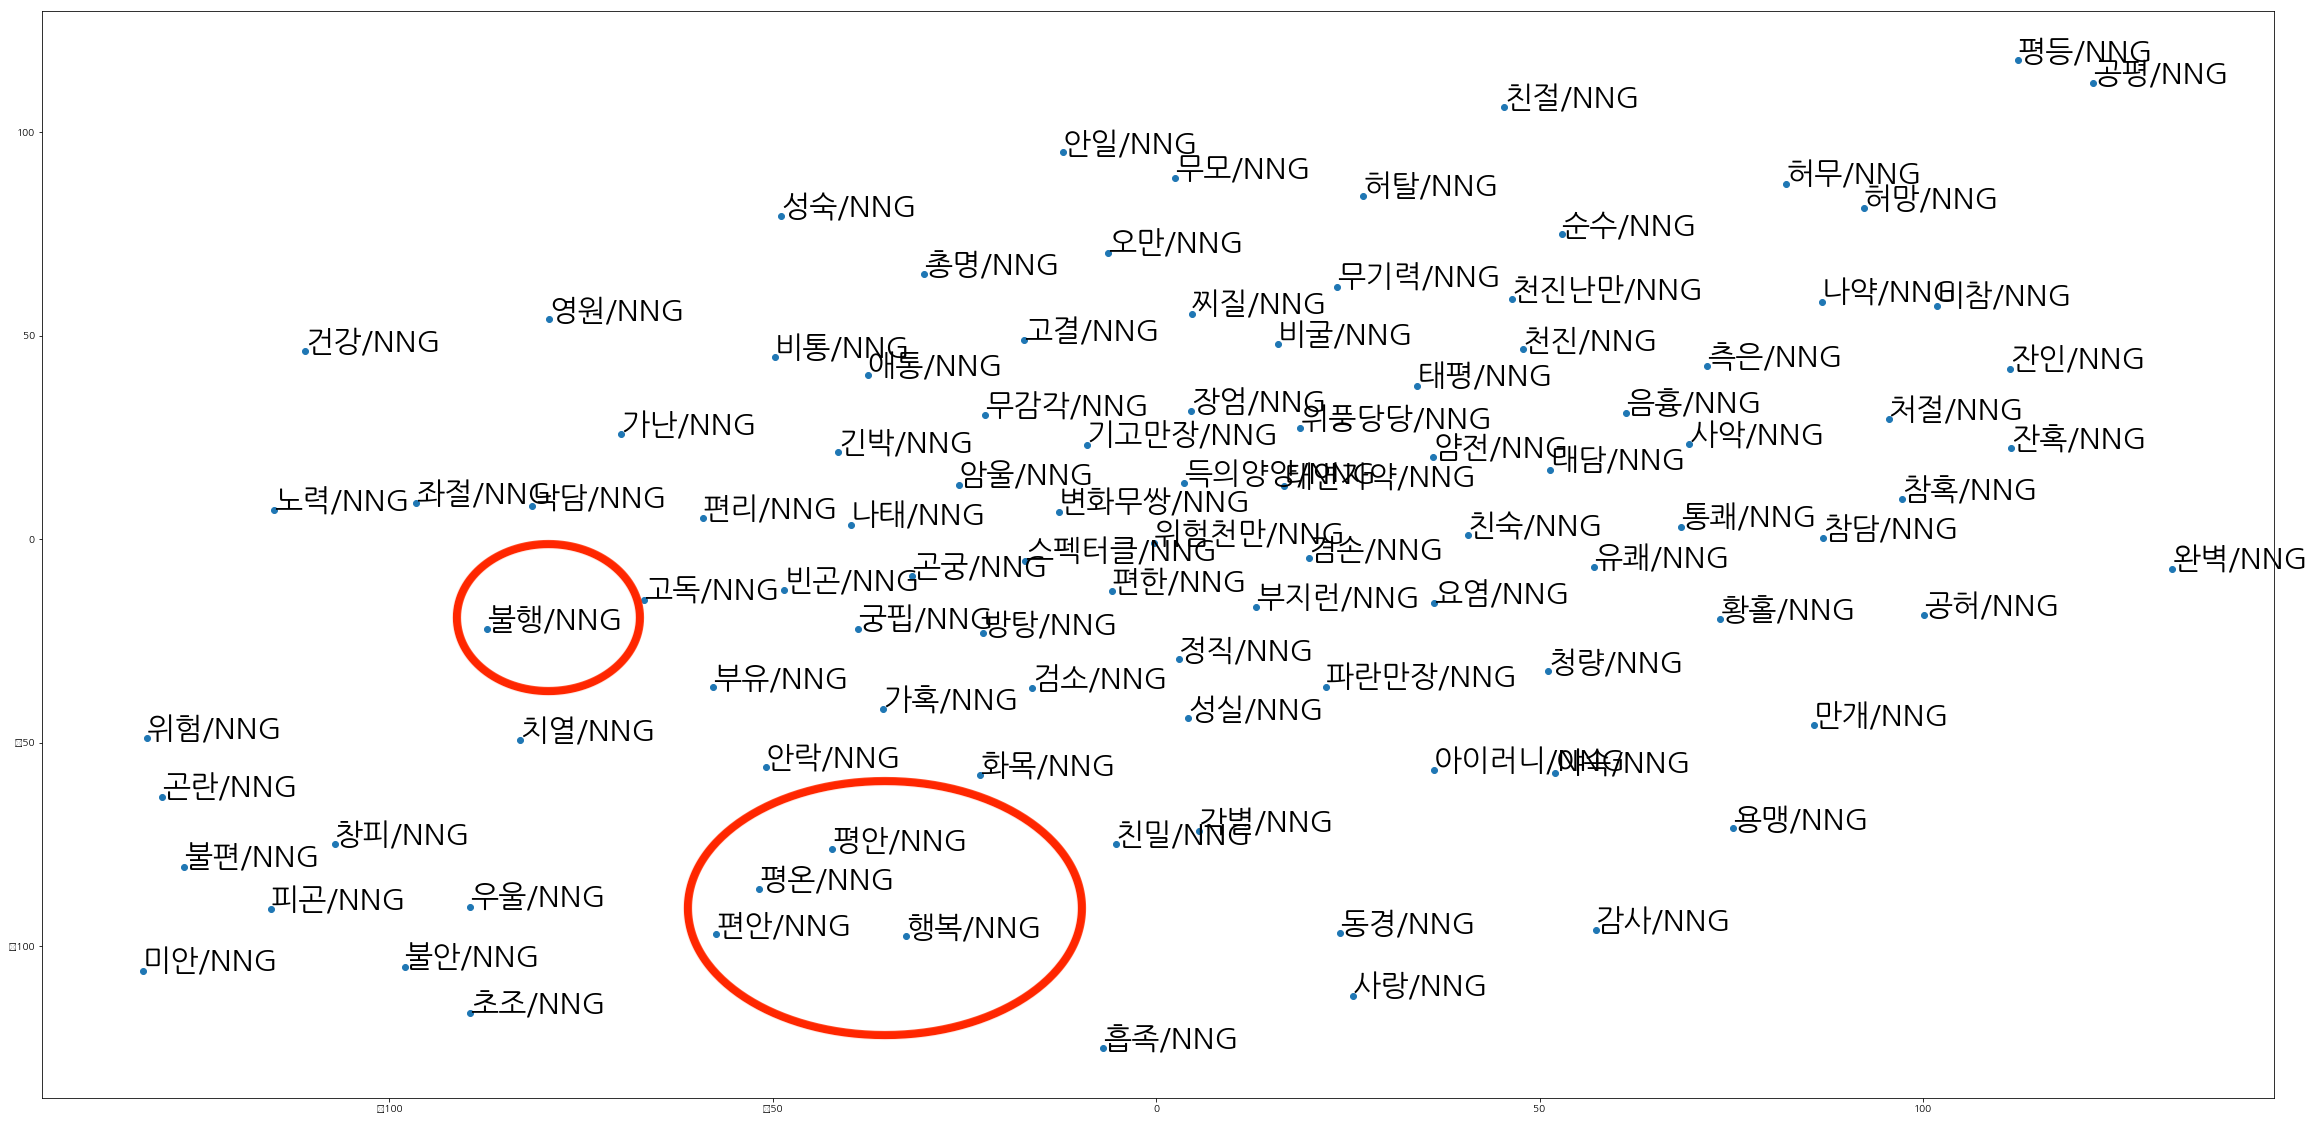 평등/NNG
공평/NNG
친절/NNG
100
안일/NNG
무모/NNG
허탈/NNG
허무/NNG
허망/NNG
성숙/NNG
순수/NNG
오만/NNG
총명/NNG
무기력/NNG
천진난만/NNG
나약/NNG
비참/NNG
영원/NNG
찌질/NNG
건강/NNG
50
비통/NNG
애통/NNG
고결/NNG
비굴/NNG
천진/NNG
측은/NNG
잔인/NNG
태평/NNG
무감각/NNG
장엄/NNG
위풍당당/NNG
음흉/NNG
처절/NNG
가난/NNG
긴박/NNG
기고만장/NNG
얌전/NNG
사악/NNG
잔혹/NNG
대담/NNG
암울/NNG
득의양양/NNG
태연자약/NNG
노력/NNG
좌절/NNG
낙담/NNG
편리/NNG
나태/NNG
변화무쌍/NNG
참혹/NNG
0
위험천만/NNG
친숙/NNG
통쾌/NNG
참담/NNG
스펙터클/NNG
겸손/NNG
유쾌/NNG
완벽/NNG
고독/NNG
빈곤/NNG
곤궁/NNG
편한/NNG
부지런/NNG
요염/NNG
불행/NNG
궁핍/NNG
방탕/NNG
황홀/NNG
공허/NNG
정직/NNG
청량/NNG
부유/NNG
가혹/NNG
검소/NNG
파란만장/NNG
성실/NNG
만개/NNG
위험/NNG
치열/NNG
50
안락/NNG
화목/NNG
아이러니/NNG
야속/NNG
곤란/NNG
창피/NNG
평안/NNG
친밀/NNG
각별/NNG
용맹/NNG
불편/NNG
평온/NNG
피곤/NNG
우울/NNG
편안/NNG
행복/NNG
동경/NNG
감사/NNG
100
미안/NNG
불안/NNG
사랑/NNG
초조/NNG
흡족/NNG
100
50
0
50
100